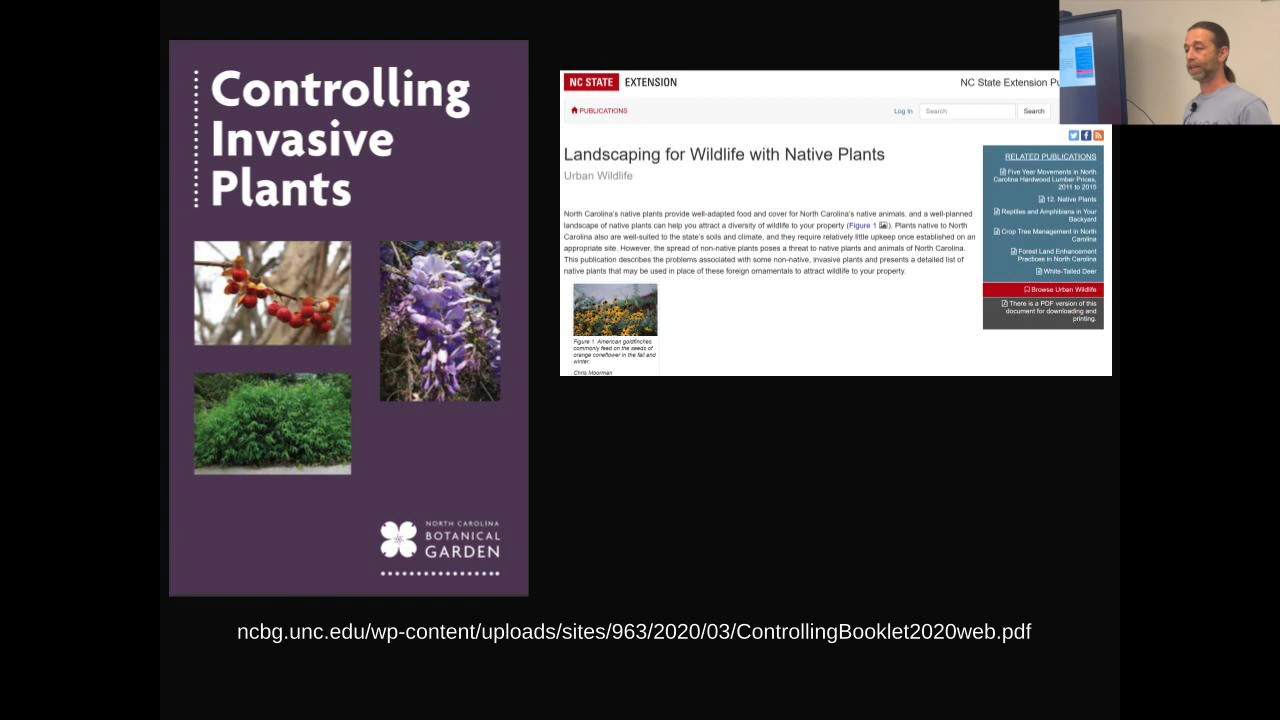 Controlling
Invasive
Plants
NORTH CAROLINA
BOTANICAL
GARDEN
NC STATE EXTENSION
NC State Extension Pu
PUBLICATIONS
Log In
Search
Search
Landscaping for Wildlife with Native Plants
Urban Wildlife
North Carolina's native plants provide well-adapted food and cover for North Carolina's native animals, and a well-planned
landscape of native plants can help you attract a diversity of wildlife to your property (Figure 1). Plants native to North
Carolina also are well-suited to the state's soils and climate, and they require relatively little upkeep once established on an
appropriate site. However, the spread of non-native plants poses a threat to native plants and animals of North Carolina.
This publication describes the problems associated with some non-native, invasive plants and presents a detailed list of
native plants that may be used in place of these foreign ornamentals to attract wildlife to your property.
Figure 1. American goldfinches
commonly feed on the seeds of
orange coneflower in the fall and
winter.
Chris Moorman
RELATED PUBLICATIONS
Five Year Movements in North
Carolina Hardwood Lumber Prices,
2011 to 2015
12. Native Plants
Reptiles and Amphibians in Your
Backyard
Crop Tree Management in North
Carolina
Forest Land Enhancement
Practices in North Carolina
White-Tailed Deer
Browse Urban Wildlife
There is a PDF version of this
document for downloading and
printing.
ncbg.unc.edu/wp-content/uploads/sites/963/2020/03/ControllingBooklet2020web.pdf